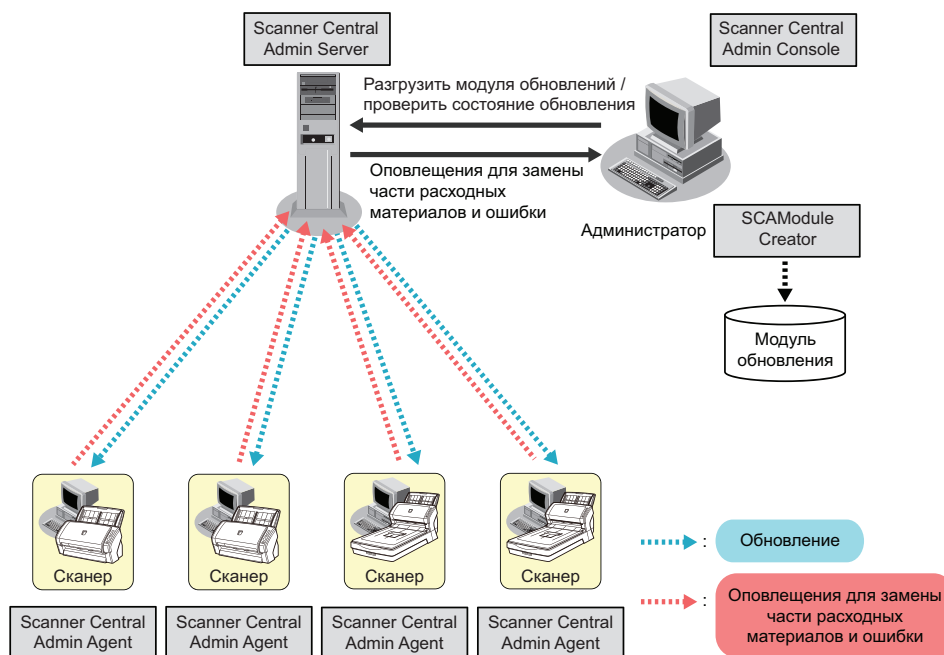 Scanner Central
Admin Server
Scanner Central
Admin Console
Разгрузить модуля обновлений /
проверить состояние обновления
Оповлещения для замены
части расходных
материалов и ошибки
Администратор
SCAModule
Creator
Модуль
обновления
Сканер
Сканер
Сканер
Сканер
Scanner Central
Admin Agent
Scanner Central
Admin Agent
Scanner Central
Admin Agent
Scanner Central
Admin Agent
: Обновление
: Оповлещения для замены
части расходных
материалов и ошибки